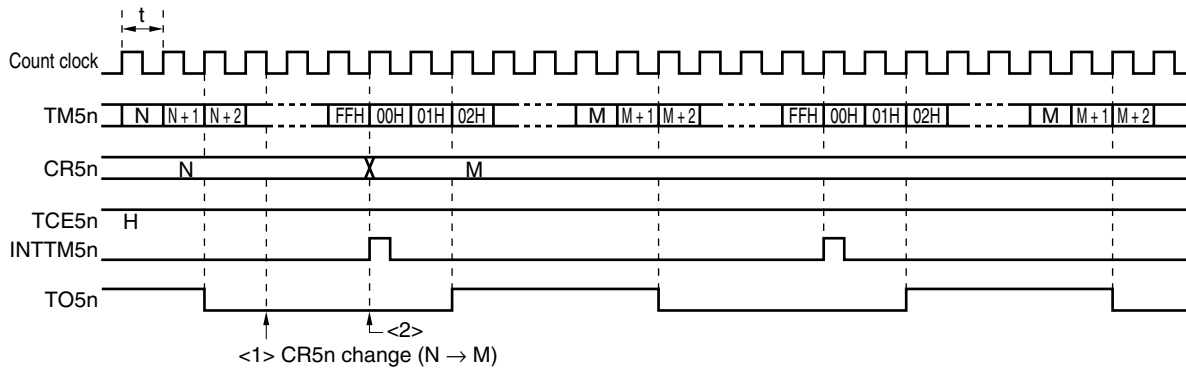 t
Count clock
TM5n N N + 1 N + 2 FFH 00H 01H 02H M M + 1 M + 2 FFH 00H 01H 02H M M + 1 M + 2
CR5n N M
TCE5n H
INTTM5n
TO5n
<2>
<1> CR5n change (N → M)